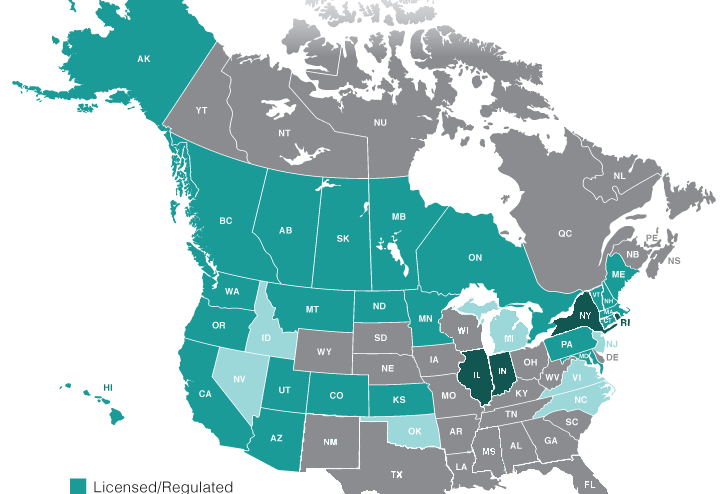 AK
YT
NT
NU
NL
BC
AB
SK
MB
ON
QC
PE
NB
NS
ME
WA
MT
ND
MN
VT
NH
MA
CT
RI
NY
OR
ID
WI
MI
PA
NJ
SD
WY
IA
DE
MD
NE
OH
IL
IN
WV
VI
HI
CA
NV
UT
CO
KS
MO
KY
NC
TN
AZ
NM
OK
AR
SC
MS
AL
GA
TX
LA
FL
Licensed/Regulated